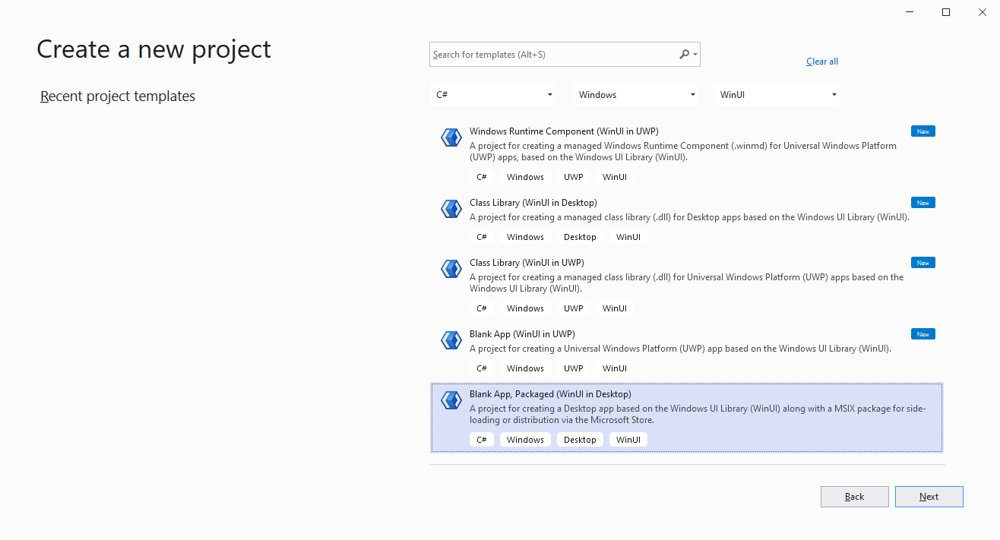 Create a new project
Recent project templates
Search for templates (Alt+S)
Clear all
C# Windows WinUI
Windows Runtime Component (WinUI in UWP) New
A project for creating a managed Windows Runtime Component (.winmd) for Universal Windows Platform
(UWP) apps, based on the Windows UI Library (WinUI).
C# Windows UWP WinUI
Class Library (WinUI in Desktop) New
A project for creating a managed class library (.dll) for Desktop apps based on the Windows UI Library (WinUI).
C# Windows Desktop WinUI
Class Library (WinUI in UWP) New
A project for creating a managed class library (.dll) for Universal Windows Platform (UWP) apps based on the
Windows UI Library (WinUI).
C# Windows UWP WinUI
Blank App (WinUI in UWP) New
A project for creating a Universal Windows Platform (UWP) app based on the Windows UI Library (WinUI).
C# Windows UWP WinUI
Blank App, Packaged (WinUI in Desktop)
A project for creating a Desktop app based on the Windows UI Library (WinUI) along with a MSIX package for side-
loading or distribution via the Microsoft Store.
C# Windows Desktop WinUI
Back Next